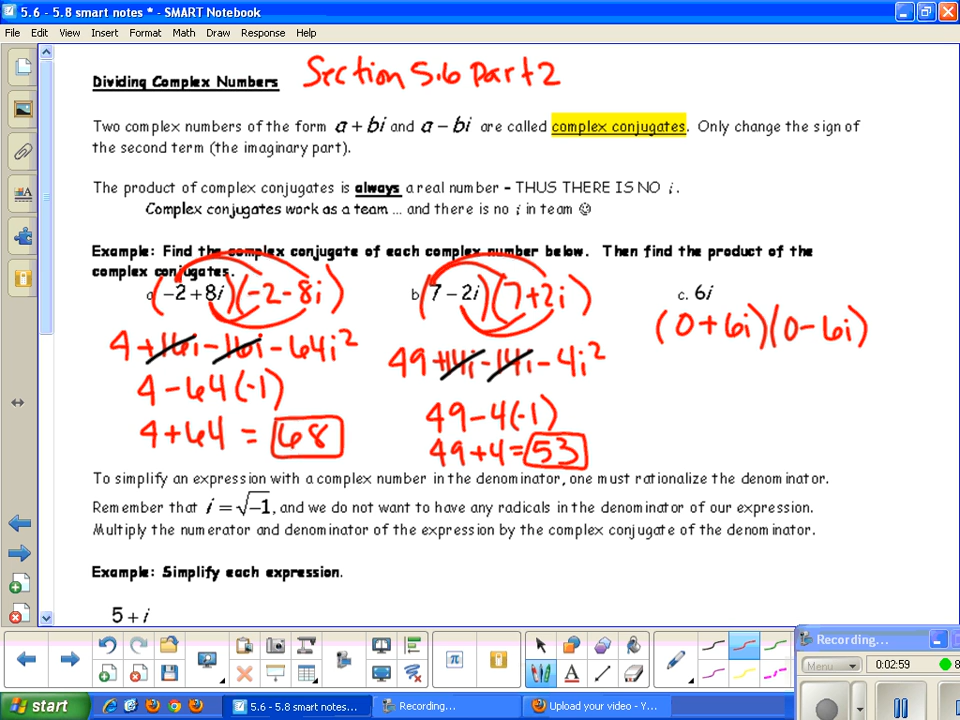 5.6 - 5.8 smart notes * - SMART Notebook
File Edit View Insert Format Math Draw Response Help
Dividing Complex Numbers Section 5.6 Part 2
Two complex numbers of the form a + bi and a − bi are called complex conjugates. Only change the sign of
the second term (the imaginary part).
The product of complex conjugates is always a real number – THUS THERE IS NO i.
Complex conjugates work as a team ... and there is no i in team ☺
Example: Find the complex conjugate of each complex number below. Then find the product of the
complex conjugates.
a. (−2 + 8i)(−2 − 8i) b. (7 − 2i)(7 + 2i) c. 6i
(0 + 6i)(0 − 6i)
4 + 16i − 16i − 64i² 49 + 14i − 14i − 4i²
4 − 64(−1) 49 − 4(−1)
4 + 64 = 68 49 + 4 = 53
To simplify an expression with a complex number in the denominator, one must rationalize the denominator.
Remember that i = √−1, and we do not want to have any radicals in the denominator of our expression.
Multiply the numerator and denominator of the expression by the complex conjugate of the denominator.
Example: Simplify each expression.
5 + i
Recording...
Menu 0:02:59 8
start 5.6 - 5.8 smart notes... Recording... Upload your video - Y...